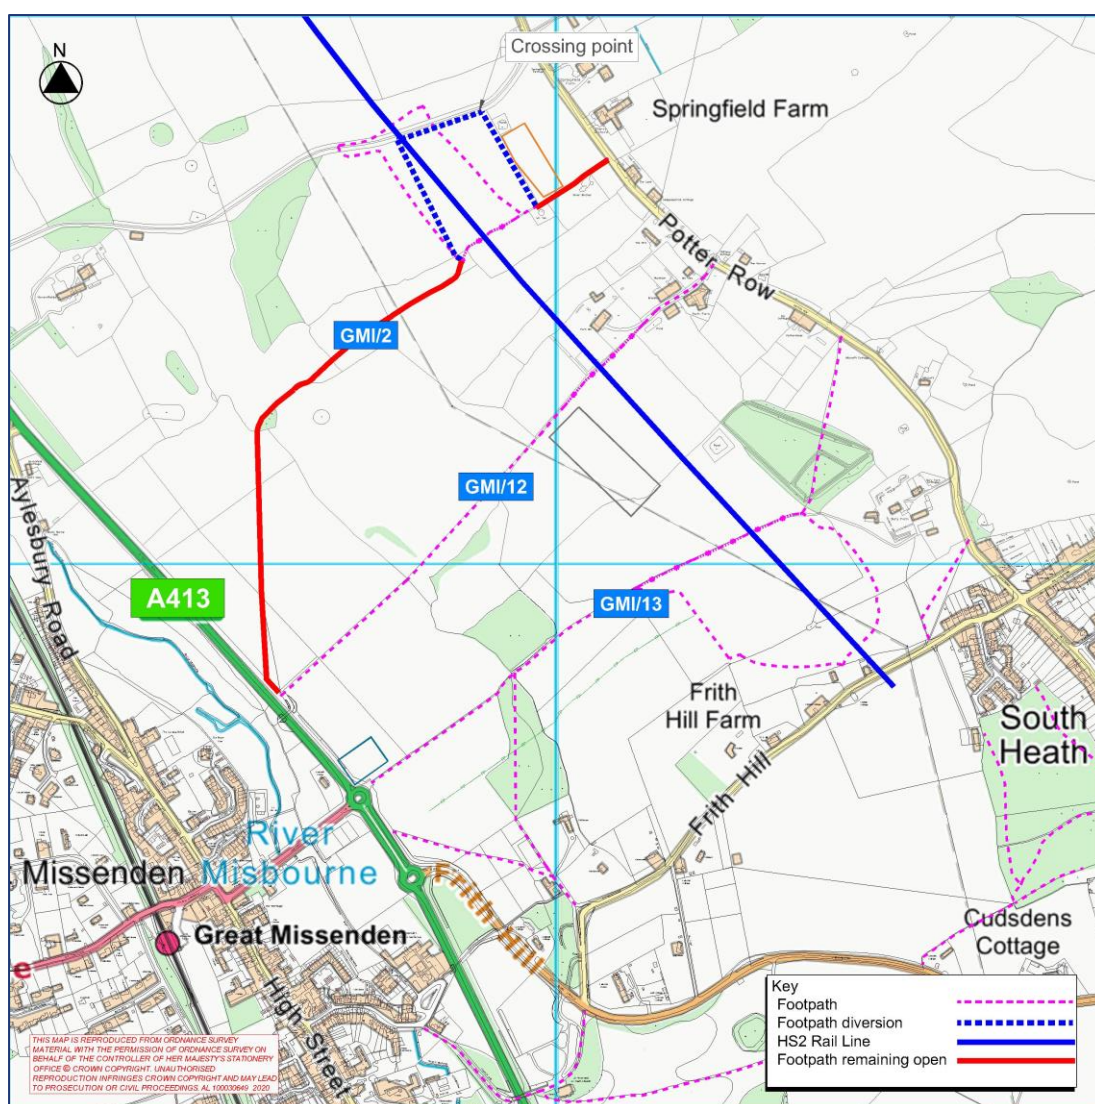 Crossing point
N
Springfield Farm
Potter Row
GMI/2
GMI/12
Aylesbury Road
A413
GMI/13
Frith
Hill Farm
South
Heath
Frith Hill
River
Missenden Misbourne
Frith Hill
Great Missenden
e
High Street
Cudsdens
Cottage
Key
Footpath
Footpath diversion
HS2 Rail Line
Footpath remaining open
THIS MAP IS REPRODUCED FROM ORDNANCE SURVEY
MATERIAL WITH THE PERMISSION OF ORDNANCE SURVEY ON
BEHALF OF THE CONTROLLER OF HER MAJESTY'S STATIONERY
OFFICE © CROWN COPYRIGHT. UNAUTHORISED
REPRODUCTION INFRINGES CROWN COPYRIGHT AND MAY LEAD
TO PROSECUTION OR CIVIL PROCEEDINGS. AL 100030649 2020